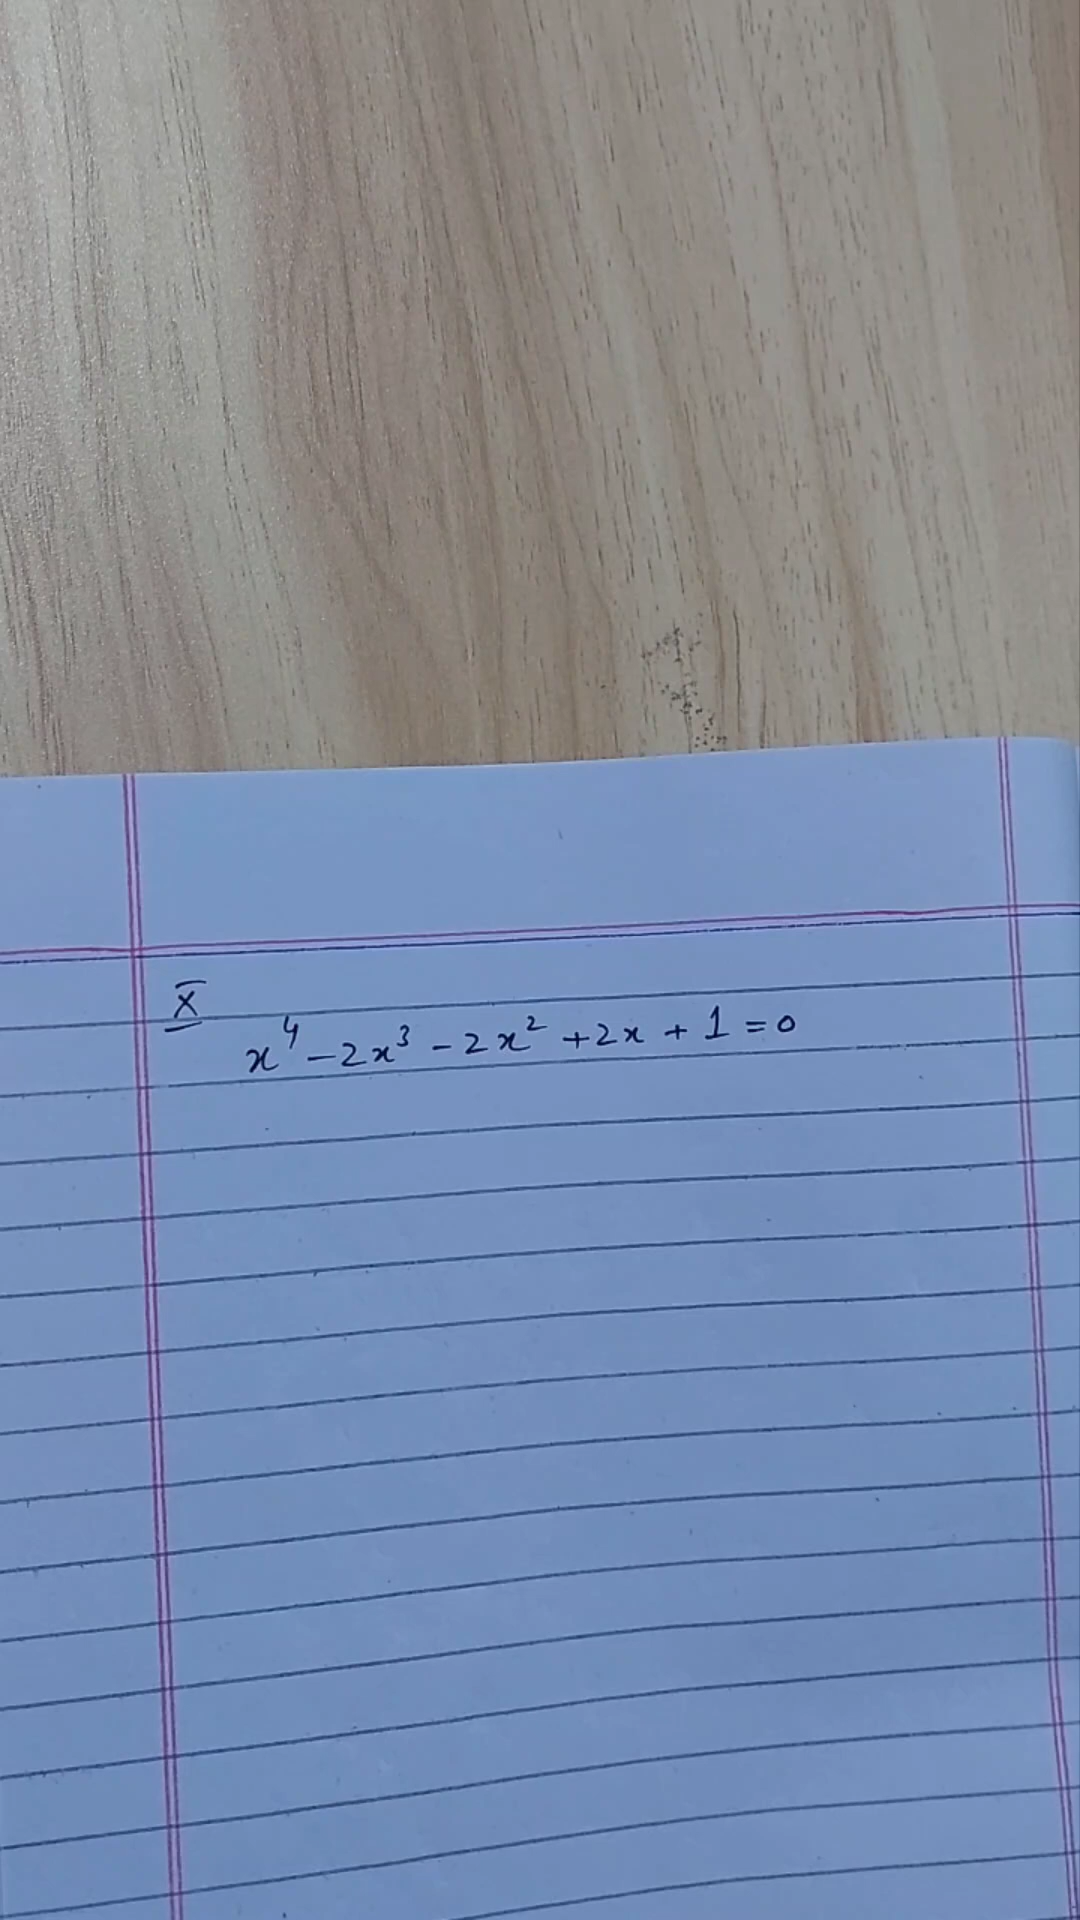 X
x⁴ - 2x³ - 2x² + 2x + 1 = 0